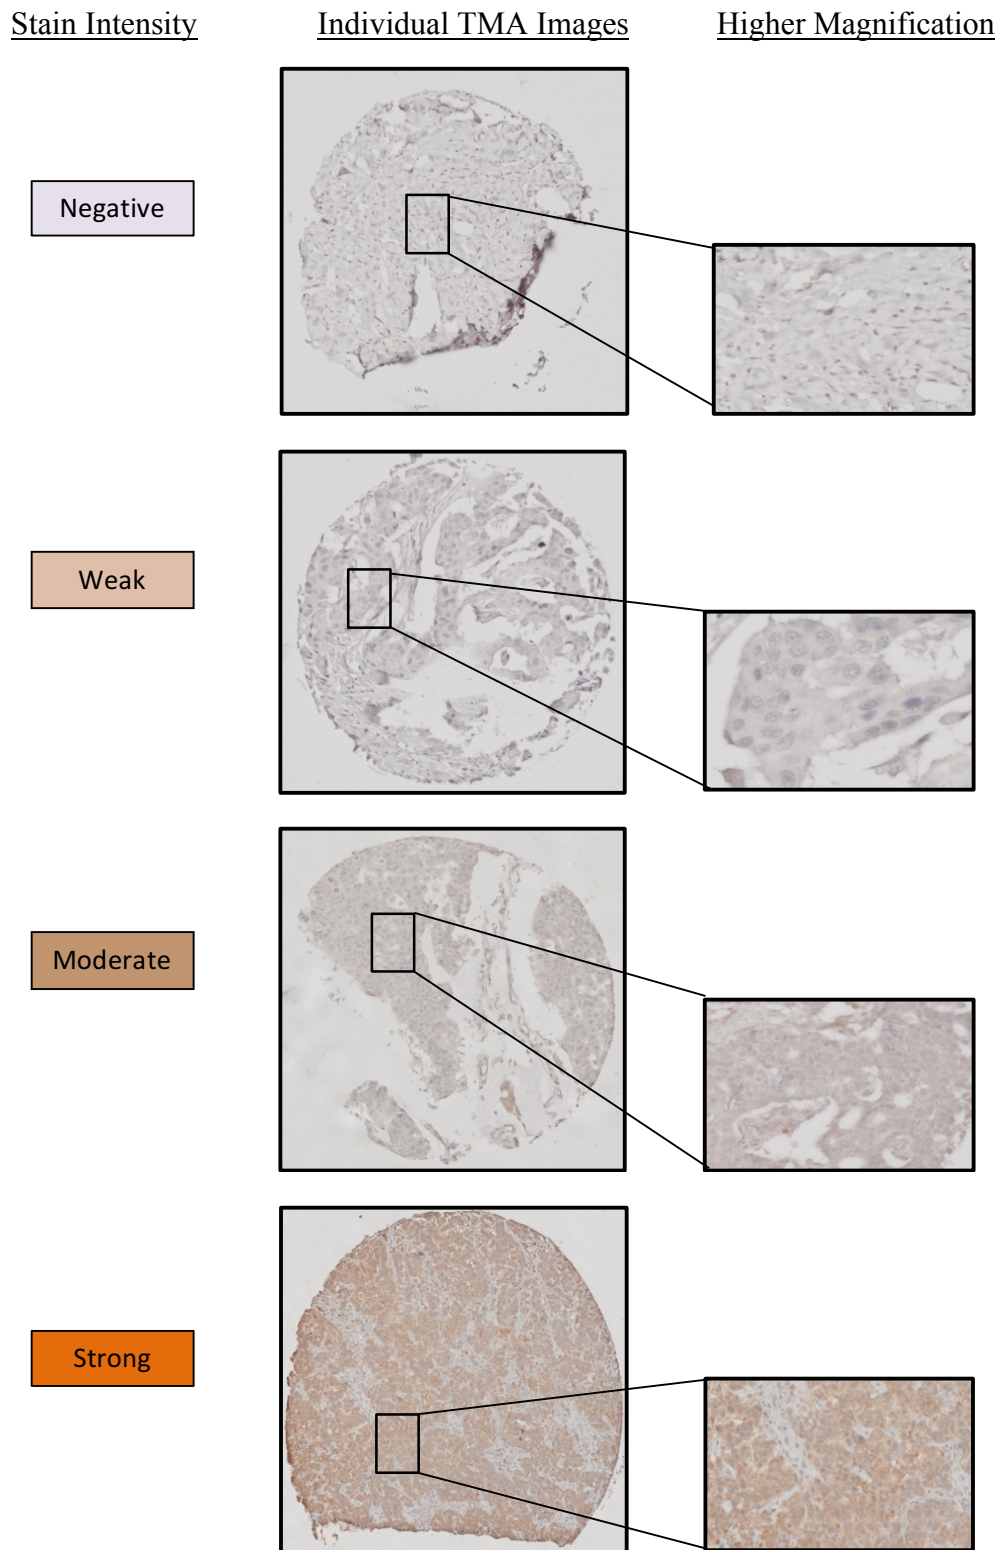 Stain Intensity
Individual TMA Images
Higher Magnification
Negative
Weak
Moderate
Strong